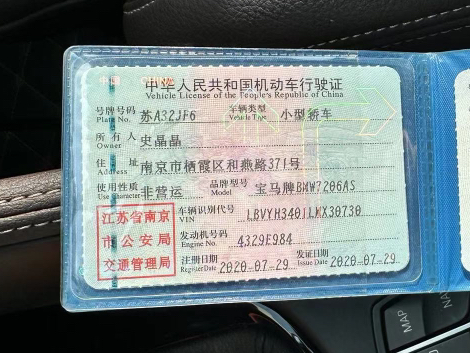 中国 CHINA
中华人民共和国机动车行驶证
Vehicle License of the People's Republic of China
号牌号码 苏A32JF6 车辆类型 小型轿车
Plate No. Vehicle Type
所有人 史晶晶
Owner
住址 南京市栖霞区和燕路371号
Address
使用性质 非营运 品牌型号 宝马牌BMW7206AS
Use Character Model
江苏省南京市公安局交通管理局
车辆识别代号 LBVYH3401LMX30730
VIN
发动机号码 4329E984
Engine No.
注册日期 2020-07-29 发证日期 2020-07-29
Register Date Issue Date
MAP
NAV